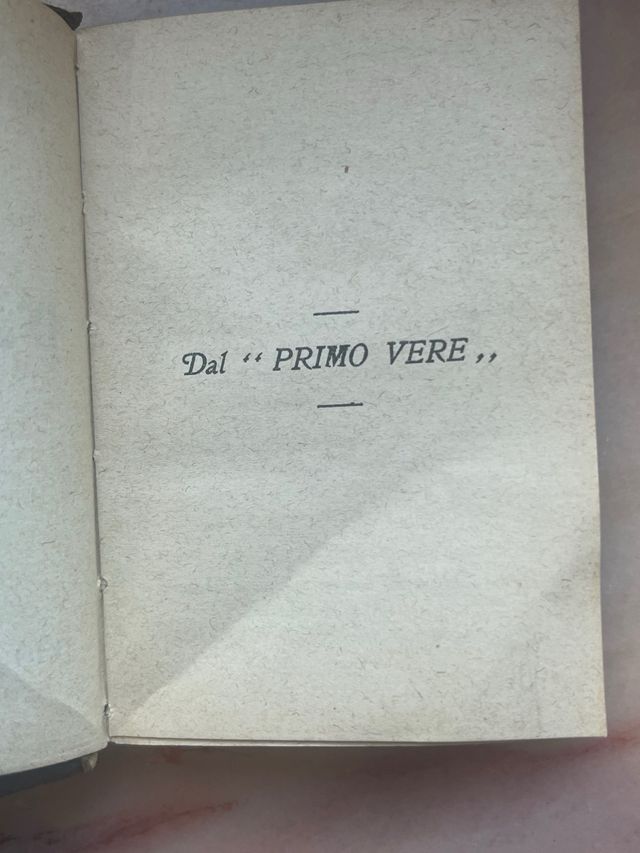 Dal “ PRIMO VERE „